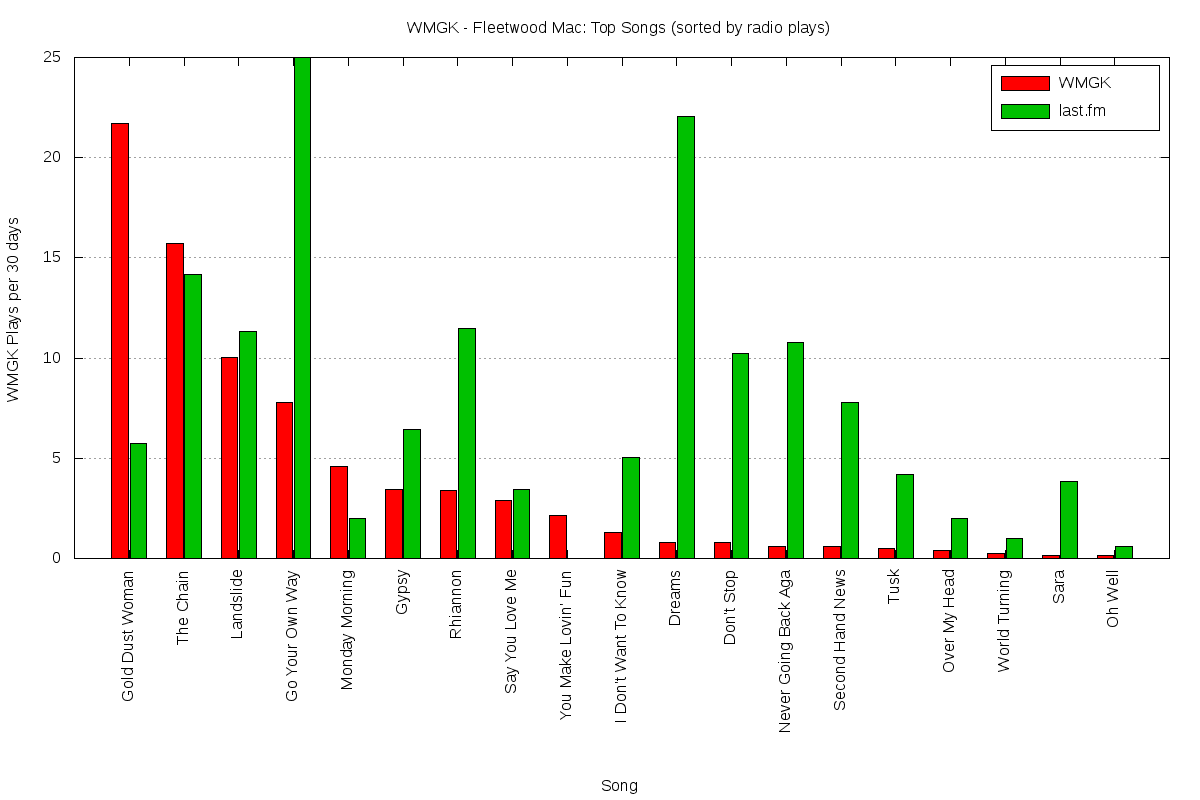 WMGK - Fleetwood Mac: Top Songs (sorted by radio plays)
WMGK
last.fm
25
20
15
10
5
0
WMGK Plays per 30 days
Gold Dust Woman
The Chain
Landslide
Go Your Own Way
Monday Morning
Gypsy
Rhiannon
Say You Love Me
You Make Lovin' Fun
I Don't Want To Know
Dreams
Don't Stop
Never Going Back Aga
Second Hand News
Tusk
Over My Head
World Turning
Sara
Oh Well
Song